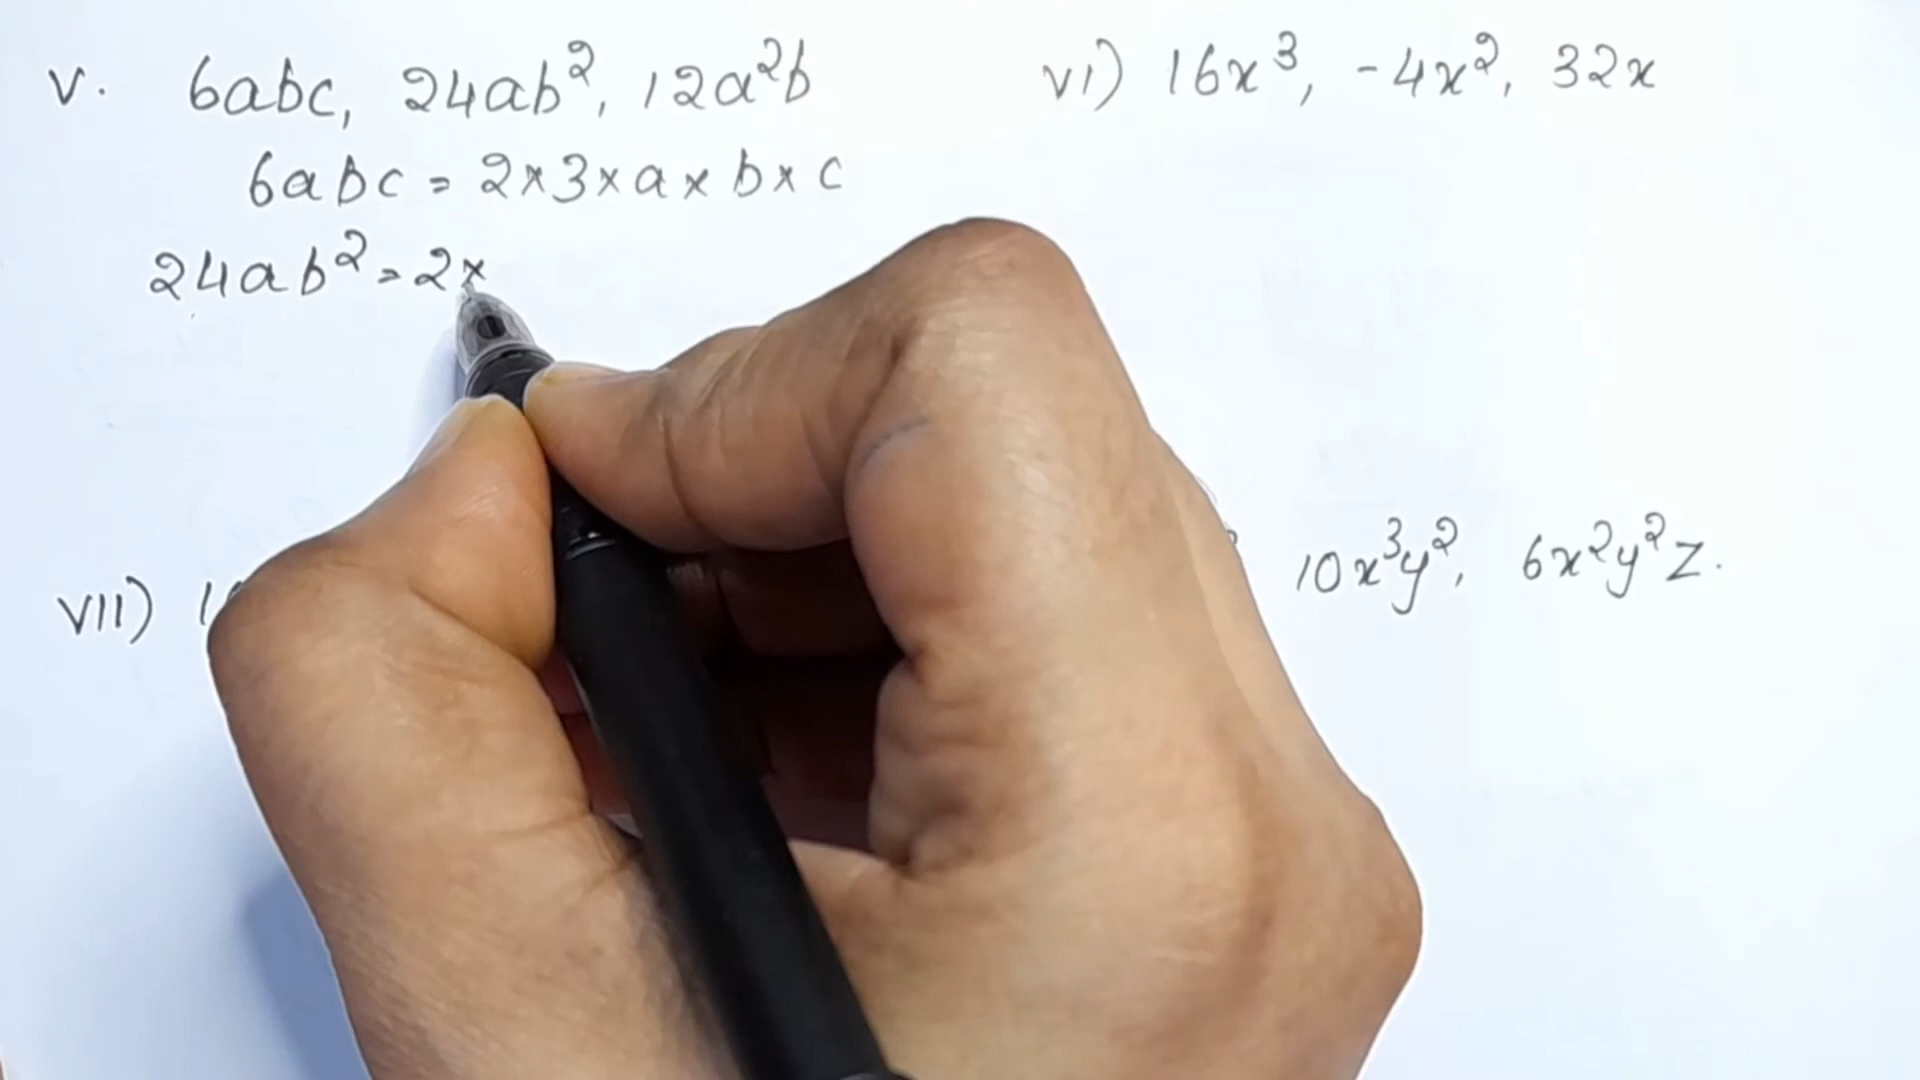 v. 6abc, 24ab², 12a²b
6abc = 2×3×a×b×c
24ab² = 2×
vi) 16x³, -4x², 32x
vii)
10x³y², 6x²y²z.